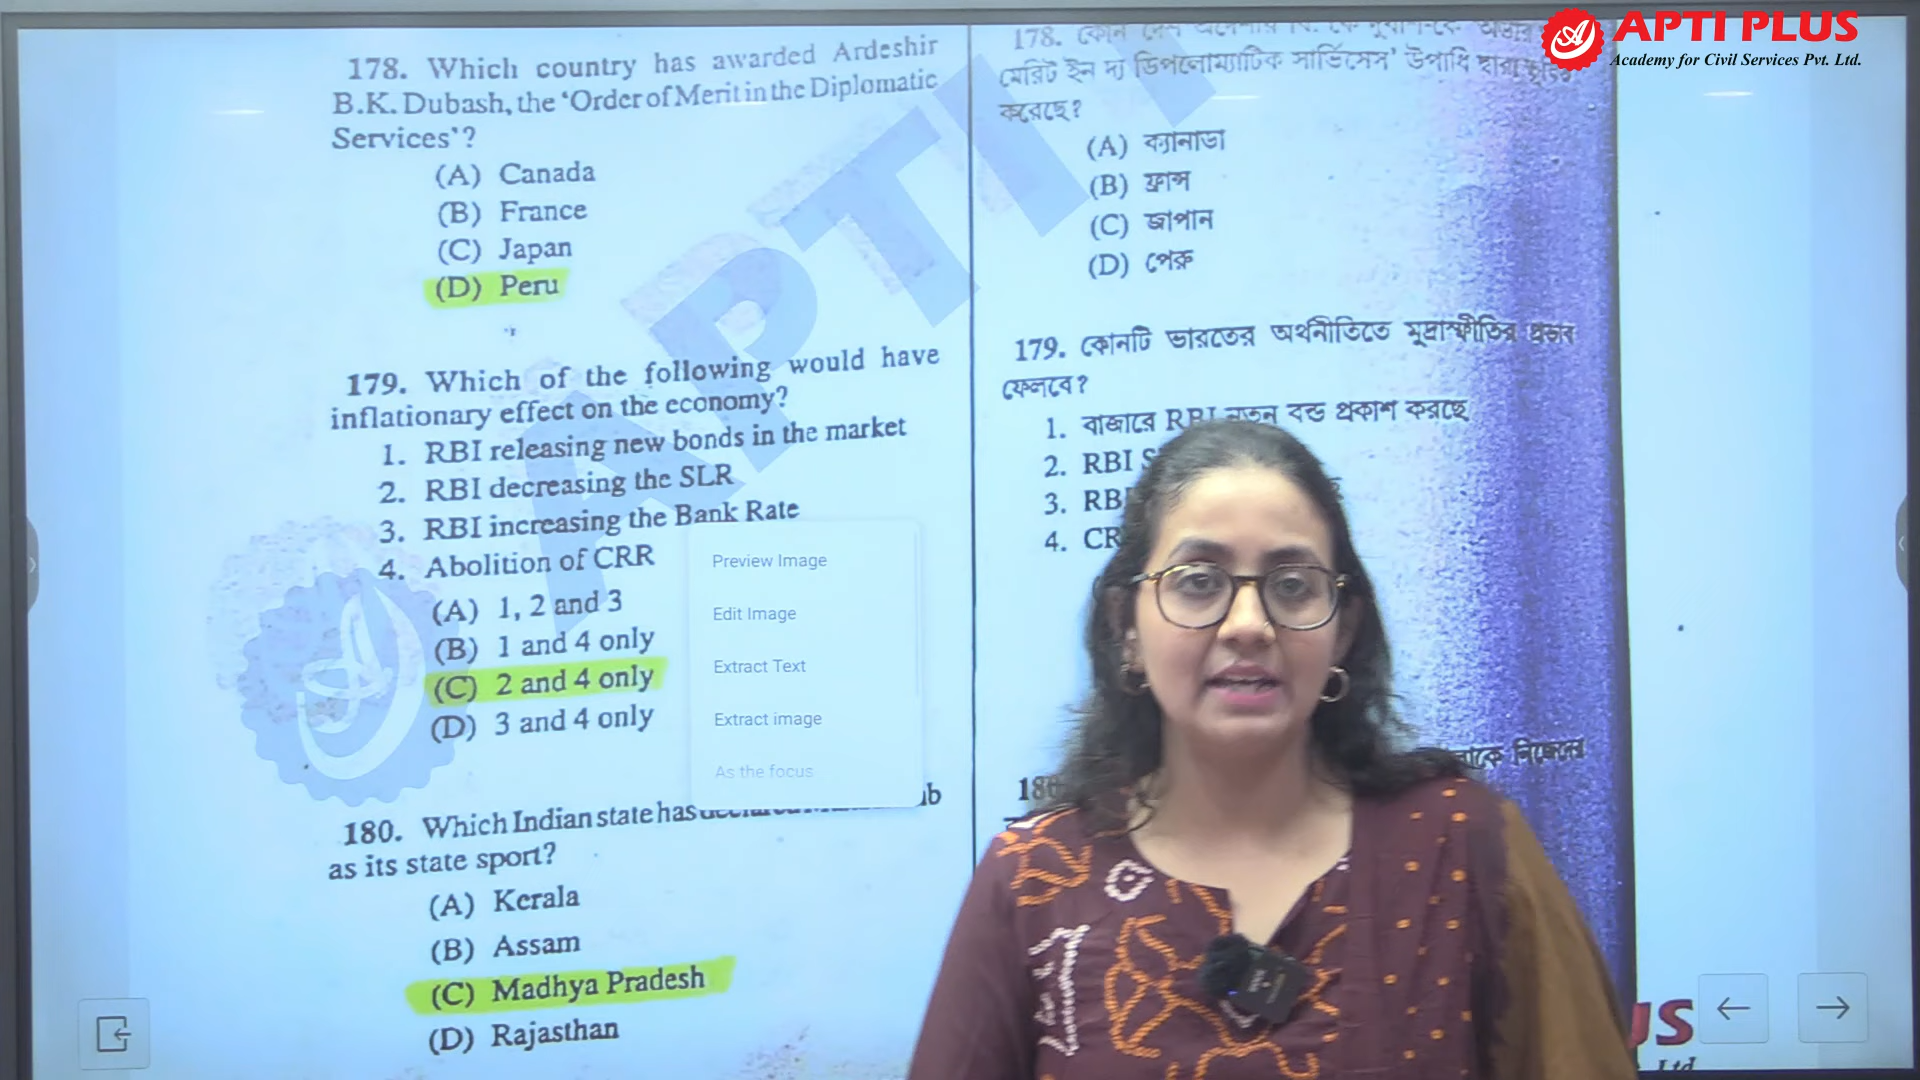 APTI PLUS
Academy for Civil Services Pvt. Ltd.
178. Which country has awarded Ardeshir
B.K. Dubash, the 'Order of Merit in the Diplomatic
Services'?
(A) Canada
(B) France
(C) Japan
(D) Peru
179. Which of the following would have
inflationary effect on the economy?
1. RBI releasing new bonds in the market
2. RBI decreasing the SLR
3. RBI increasing the Bank Rate
4. Abolition of CRR
(A) 1, 2 and 3
(B) 1 and 4 only
(C) 2 and 4 only
(D) 3 and 4 only
180. Which Indian state has declared
as its state sport?
(A) Kerala
(B) Assam
(C) Madhya Pradesh
(D) Rajasthan
Preview Image
Edit Image
Extract Text
Extract image
As the focus
178. কোন
মেরিট ইন দ্য ডিপলোম্যাটিক সার্ভিসেস' উপাধি দ্বারা
করেছে?
(A) ক্যানাডা
(B) ফ্রান্স
(C) জাপান
(D) পেরু
179. কোনটি ভারতের অর্থনীতিতে মুদ্রাস্ফীতির প্রভাব
ফেলবে?
1. বাজারে RBI নতুন বন্ড প্রকাশ করছে
2. RBI
3. RB
4. CR
180
APTI
US
Ltd